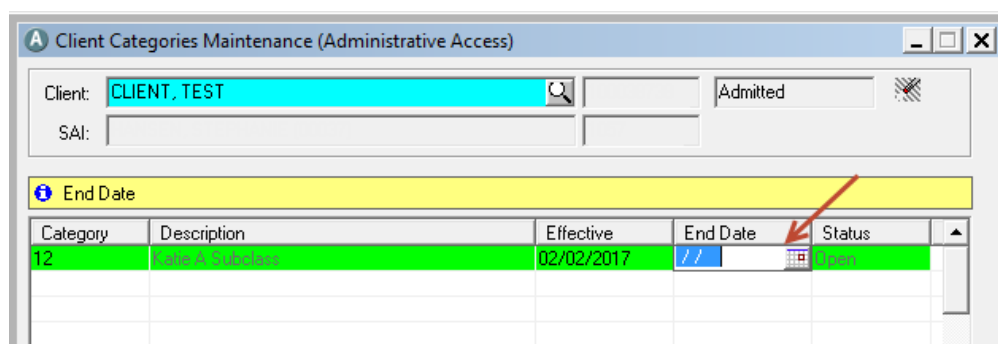 A Client Categories Maintenance (Administrative Access)
Client: CLIENT, TEST Admitted
SAI:
End Date
Category Description Effective End Date Status
12 Katie A Subclass 02/02/2017 / / Open